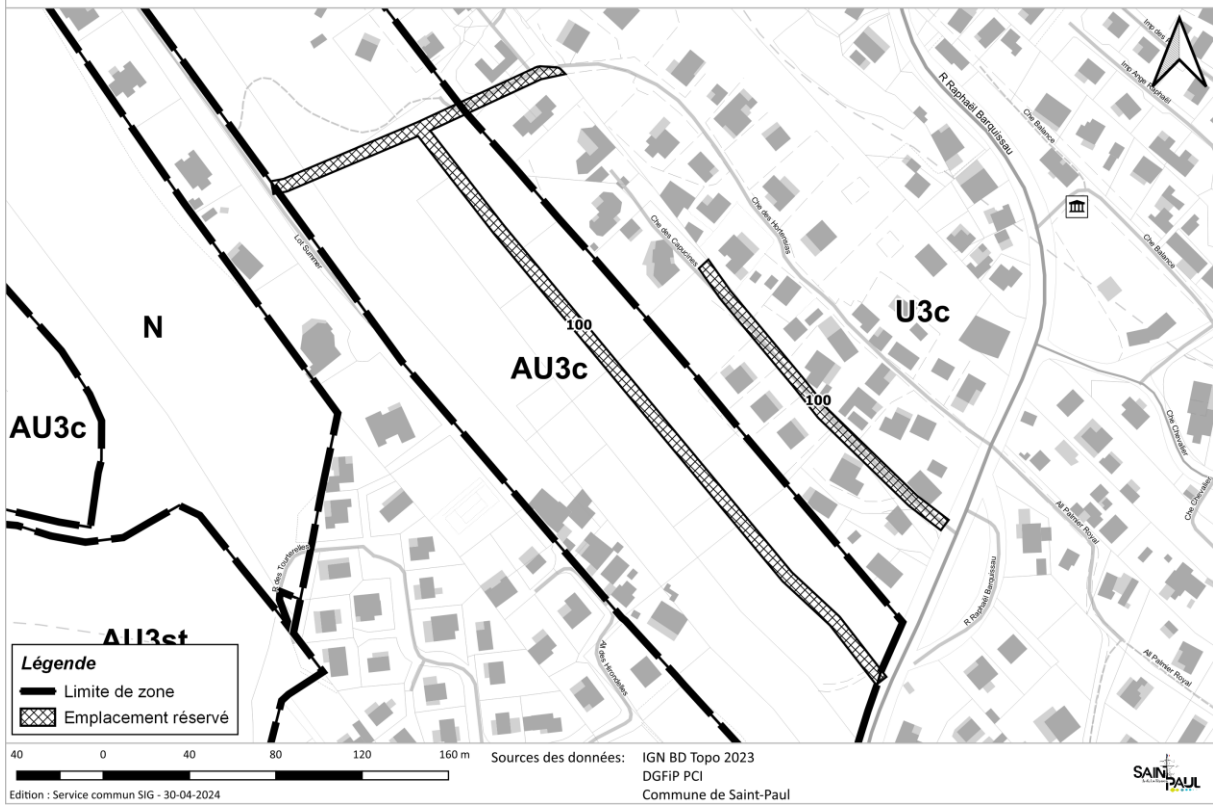 Imp des
Imp Ange Raphaël
R Raphaël Barquissau
Che Balance
Che Balance
Che des Hortensias
Che des Capucines
Lot Summer
N
U3c
100
AU3c
100
AU3c
Che Chevalier
Che Chevalier
All Palmier Royal
R Raphaël Barquissau
R des Tourterelles
All des Hirondelles
All Palmier Royal
AU3st
Légende
Limite de zone
Emplacement réservé
40 0 40 80 120 160 m
Sources des données: IGN BD Topo 2023
DGFiP PCI
Commune de Saint-Paul
Edition : Service commun SIG - 30-04-2024
SAINT
PAUL